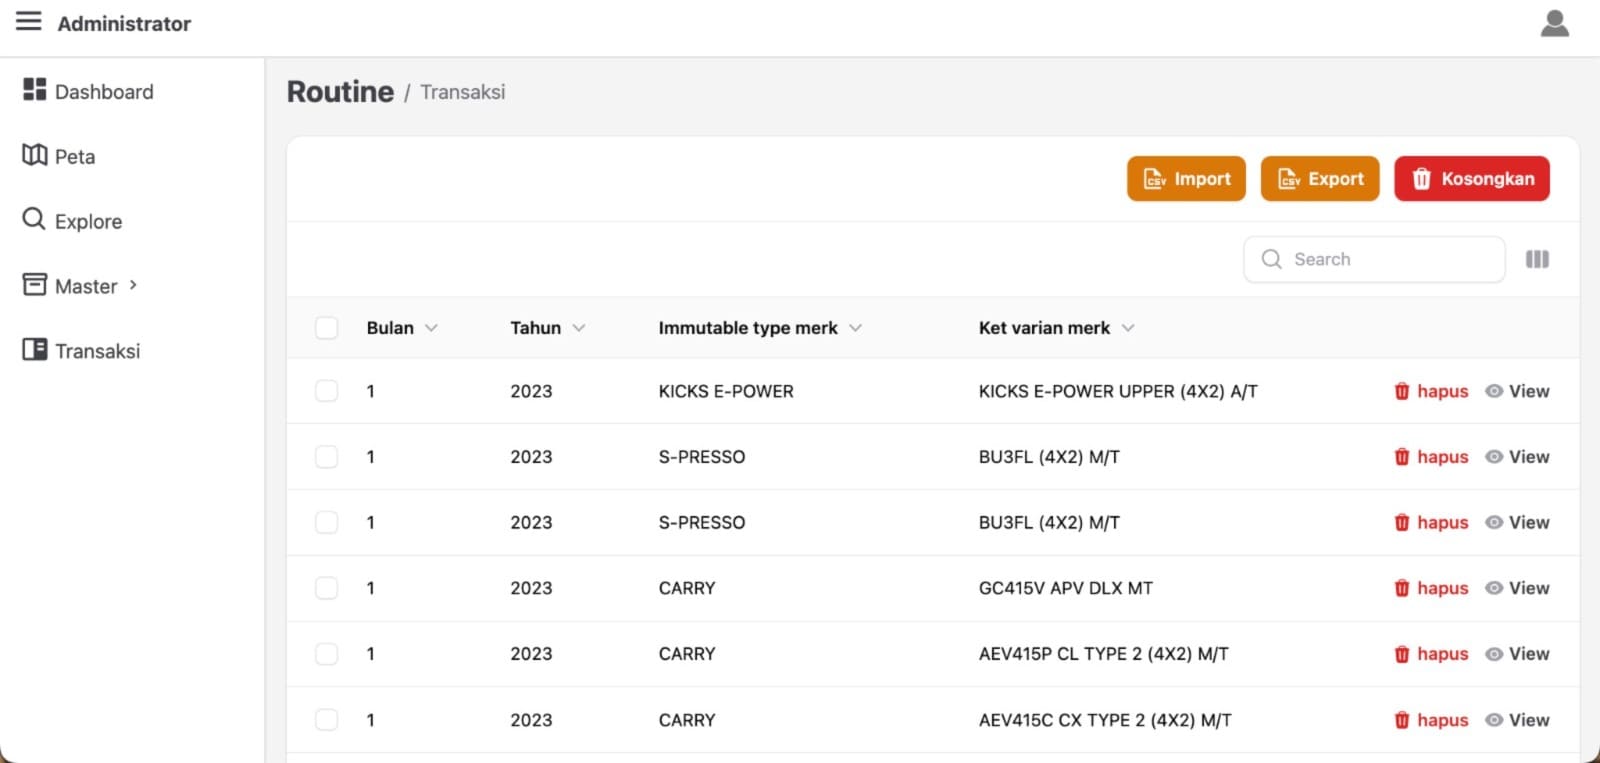 Administrator
Dashboard
Peta
Explore
Master
Transaksi
Routine / Transaksi
CSV Import CSV Export Kosongkan
Search
Bulan Tahun Immutable type merk Ket varian merk
1 2023 KICKS E-POWER KICKS E-POWER UPPER (4X2) A/T hapus View
1 2023 S-PRESSO BU3FL (4X2) M/T hapus View
1 2023 S-PRESSO BU3FL (4X2) M/T hapus View
1 2023 CARRY GC415V APV DLX MT hapus View
1 2023 CARRY AEV415P CL TYPE 2 (4X2) M/T hapus View
1 2023 CARRY AEV415C CX TYPE 2 (4X2) M/T hapus View